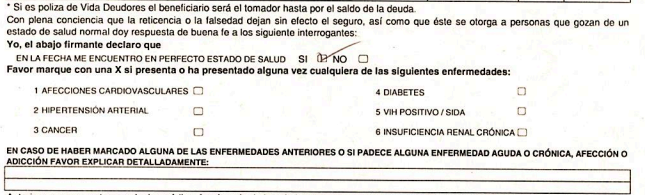 * Si es poliza de Vida Deudores el beneficiario será el tomador hasta por el saldo de la deuda.
Con plena conciencia que la reticencia o la falsedad dejan sin efecto el seguro, así como éste se otorga a personas que gozan de un
estado de salud normal doy respuesta de buena fe a los siguiente interrogantes:
Yo, el abajo firmante declaro que
EN LA FECHA ME ENCUENTRO EN PERFECTO ESTADO DE SALUD SI NO
Favor marque con una X si presenta o ha presentado alguna vez cualquiera de las siguientes enfermedades:
1 AFECCIONES CARDIOVASCULARES
4 DIABETES
2 HIPERTENSIÓN ARTERIAL
5 VIH POSITIVO / SIDA
3 CANCER
6 INSUFICIENCIA RENAL CRÓNICA
EN CASO DE HABER MARCADO ALGUNA DE LAS ENFERMEDADES ANTERIORES O SI PADECE ALGUNA ENFERMEDAD AGUDA O CRÓNICA, AFECCIÓN O
ADICCIÓN FAVOR EXPLICAR DETALLADAMENTE: